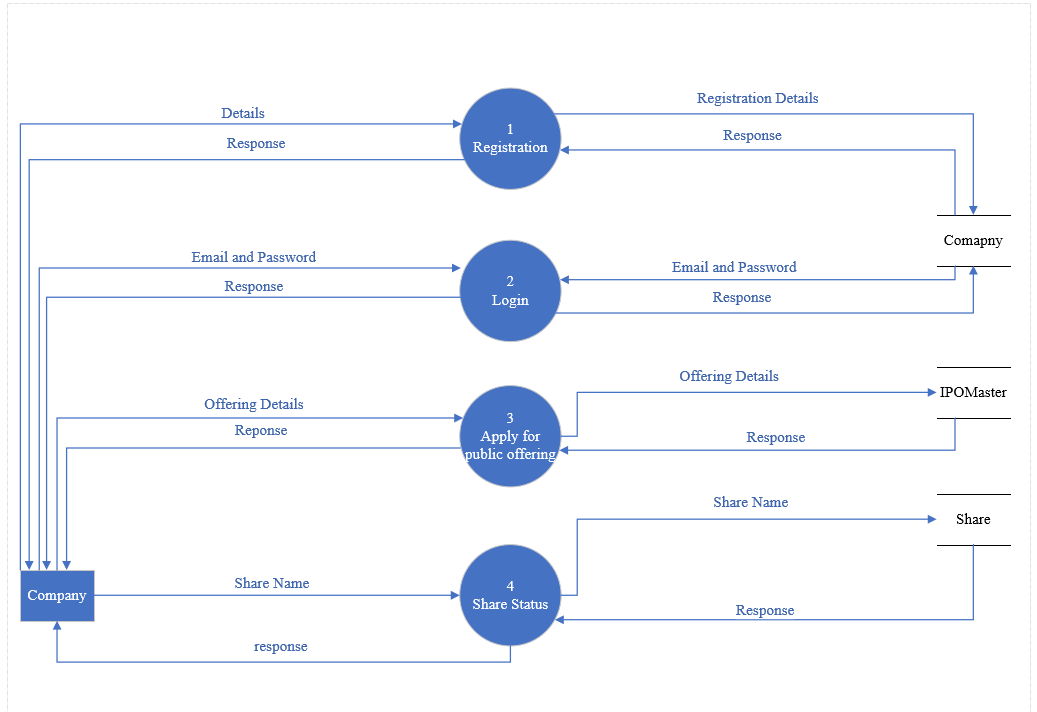 Registration Details
Details
1
Registration
Response
Response
Comapny
Email and Password
Email and Password
2
Login
Response
Response
Offering Details
IPOMaster
Offering Details
3
Apply for
public offering
Reponse
Response
Share Name
Share
Share Name
4
Share Status
Company
Response
response